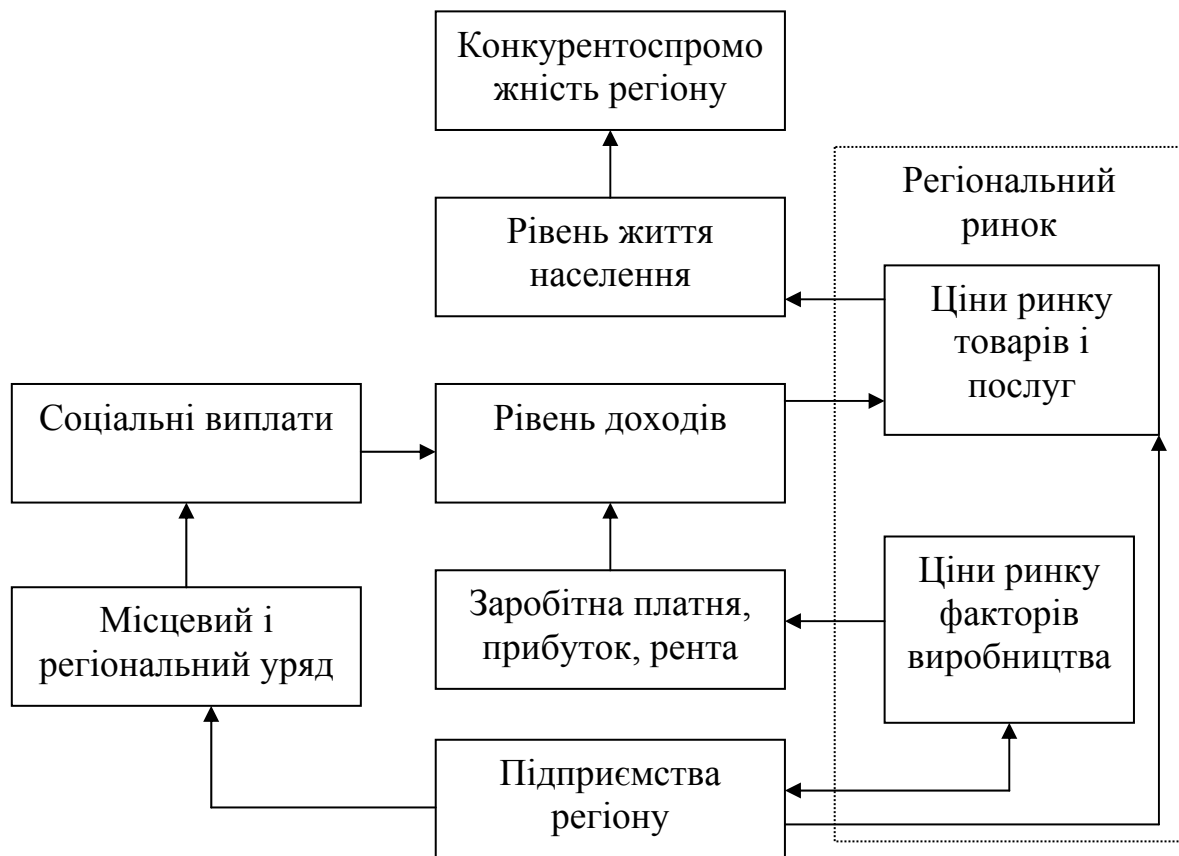 Конкурентоспромо
жність регіону
Регіональний
ринок
Рівень життя
населення
Ціни ринку
товарів і
послуг
Соціальні виплати
Рівень доходів
Ціни ринку
факторів
виробництва
Місцевий і
регіональний уряд
Заробітна платня,
прибуток, рента
Підприємства
регіону